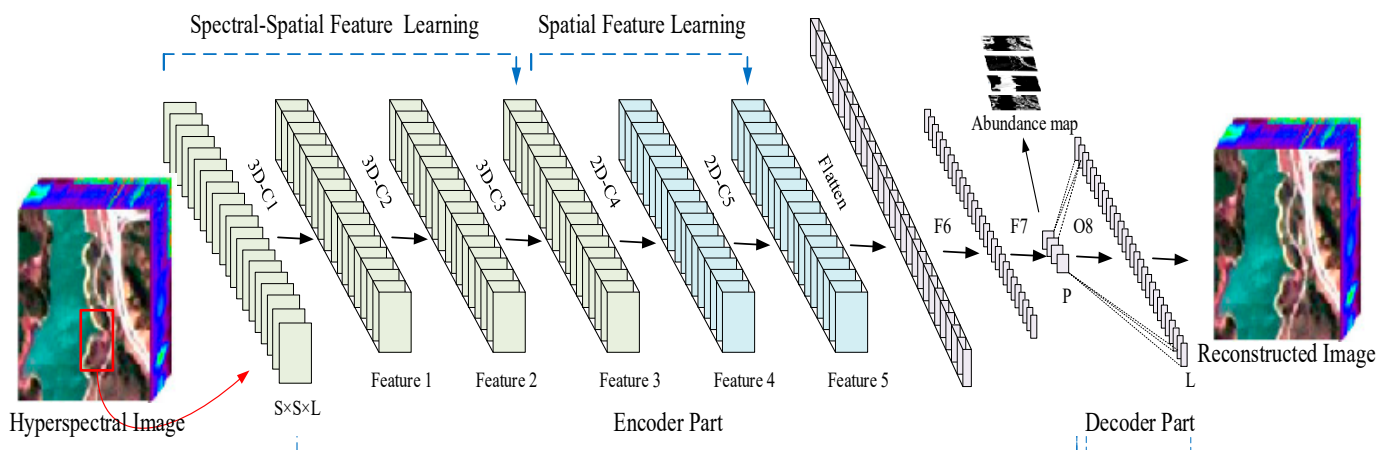 Spectral-Spatial Feature Learning
Spatial Feature Learning
Abundance map
3D-C1
3D-C2
3D-C3
2D-C4
2D-C5
Flatten
F6
F7
O8
P
L
Feature 1
Feature 2
Feature 3
Feature 4
Feature 5
S×S×L
Hyperspectral Image
Encoder Part
Decoder Part
Reconstructed Image